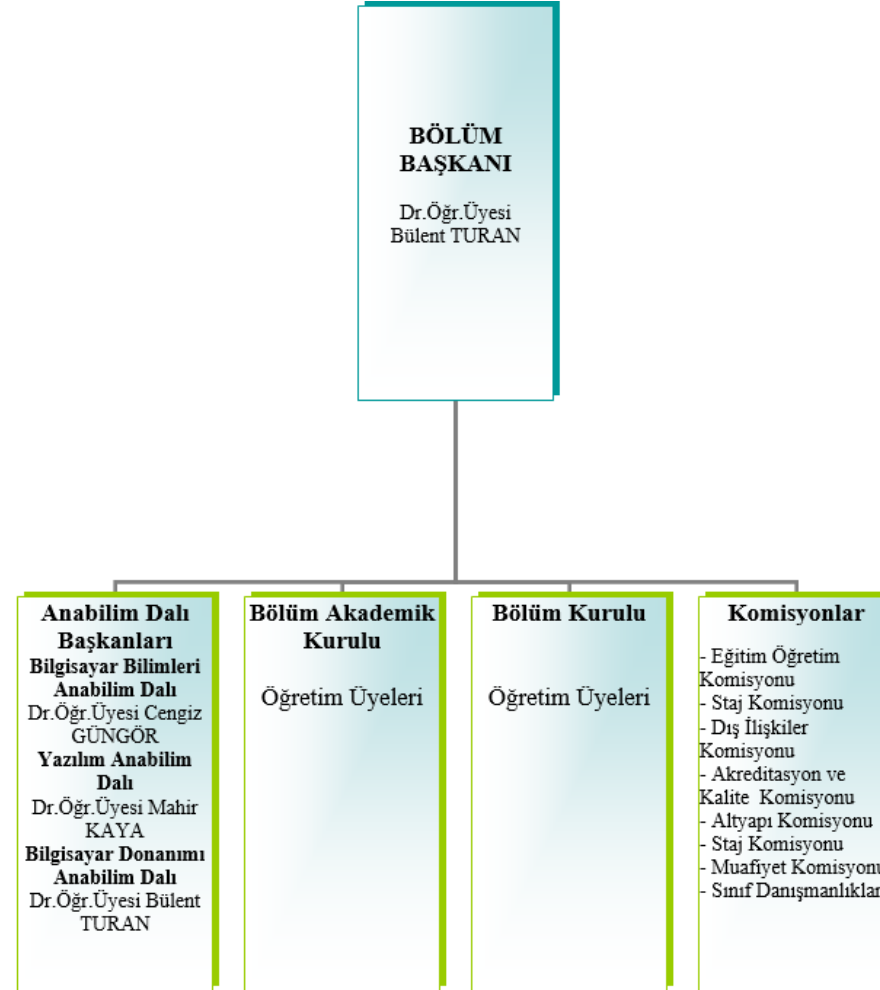 BÖLÜM
BAŞKANI
Dr.Öğr.Üyesi
Bülent TURAN
Anabilim Dalı
Başkanları
Bilgisayar Bilimleri
Anabilim Dalı
Dr.Öğr.Üyesi Cengiz
GÜNGÖR
Yazılım Anabilim
Dalı
Dr.Öğr.Üyesi Mahir
KAYA
Bilgisayar Donanımı
Anabilim Dalı
Dr.Öğr.Üyesi Bülent
TURAN
Bölüm Akademik
Kurulu
Öğretim Üyeleri
Bölüm Kurulu
Öğretim Üyeleri
Komisyonlar
- Eğitim Öğretim
Komisyonu
- Staj Komisyonu
- Dış İlişkiler
Komisyonu
- Akreditasyon ve
Kalite Komisyonu
- Altyapı Komisyonu
- Staj Komisyonu
- Muafiyet Komisyonu
- Sınıf Danışmanlıklar